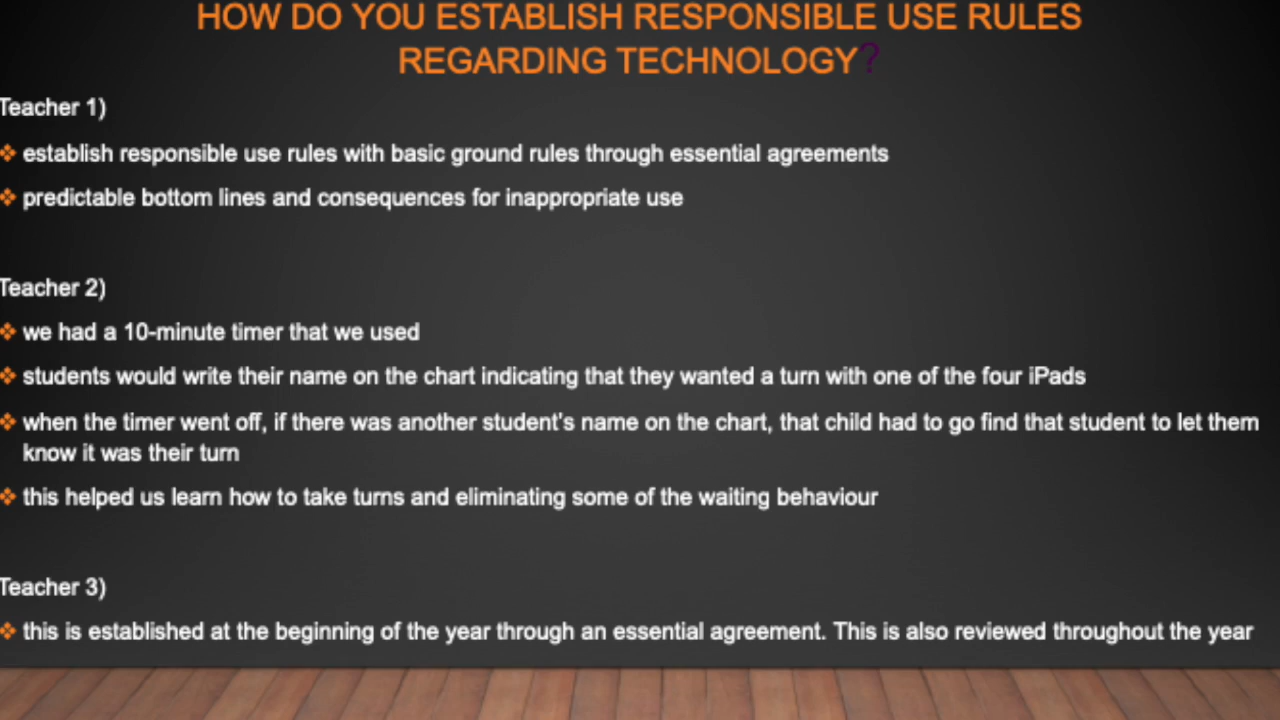 HOW DO YOU ESTABLISH RESPONSIBLE USE RULES
REGARDING TECHNOLOGY?
Teacher 1)
❖ establish responsible use rules with basic ground rules through essential agreements
❖ predictable bottom lines and consequences for inappropriate use
Teacher 2)
❖ we had a 10-minute timer that we used
❖ students would write their name on the chart indicating that they wanted a turn with one of the four iPads
❖ when the timer went off, if there was another student's name on the chart, that child had to go find that student to let them
know it was their turn
❖ this helped us learn how to take turns and eliminating some of the waiting behaviour
Teacher 3)
❖ this is established at the beginning of the year through an essential agreement. This is also reviewed throughout the year